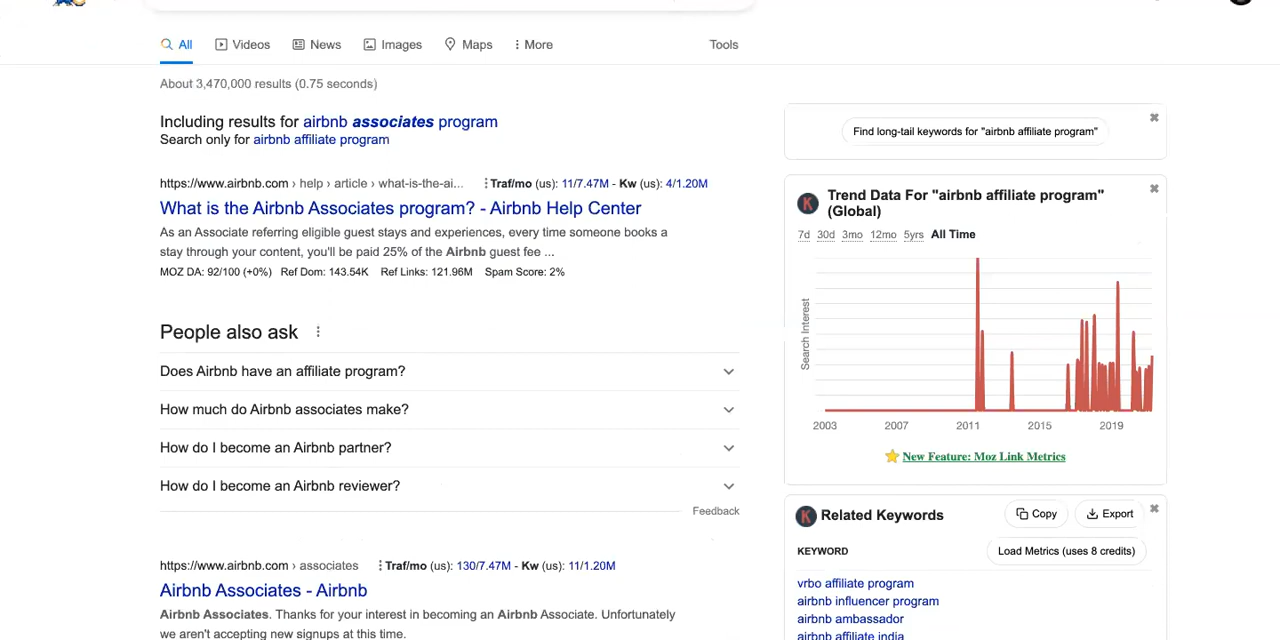 All
Videos
News
Images
Maps
More
Tools
About 3,470,000 results (0.75 seconds)
Including results for airbnb associates program
Search only for airbnb affiliate program
https://www.airbnb.com › help › article › what-is-the-ai... Traf/mo (us): 11/7.47M - Kw (us): 4/1.20M
What is the Airbnb Associates program? - Airbnb Help Center
As an Associate referring eligible guest stays and experiences, every time someone books a
stay through your content, you'll be paid 25% of the Airbnb guest fee ...
MOZ DA: 92/100 (+0%) Ref Dom: 143.54K Ref Links: 121.96M Spam Score: 2%
People also ask
Does Airbnb have an affiliate program?
How much do Airbnb associates make?
How do I become an Airbnb partner?
How do I become an Airbnb reviewer?
Feedback
https://www.airbnb.com › associates Traf/mo (us): 130/7.47M - Kw (us): 11/1.20M
Airbnb Associates - Airbnb
Airbnb Associates. Thanks for your interest in becoming an Airbnb Associate. Unfortunately
we aren't accepting new signups at this time.
Find long-tail keywords for "airbnb affiliate program"
K
Trend Data For "airbnb affiliate program"
(Global)
7d 30d 3mo 12mo 5yrs All Time
Search Interest
2003 2007 2011 2015 2019
New Feature: Moz Link Metrics
K
Related Keywords
Copy
Export
KEYWORD
Load Metrics (uses 8 credits)
vrbo affiliate program
airbnb influencer program
airbnb ambassador
airbnb affiliate india